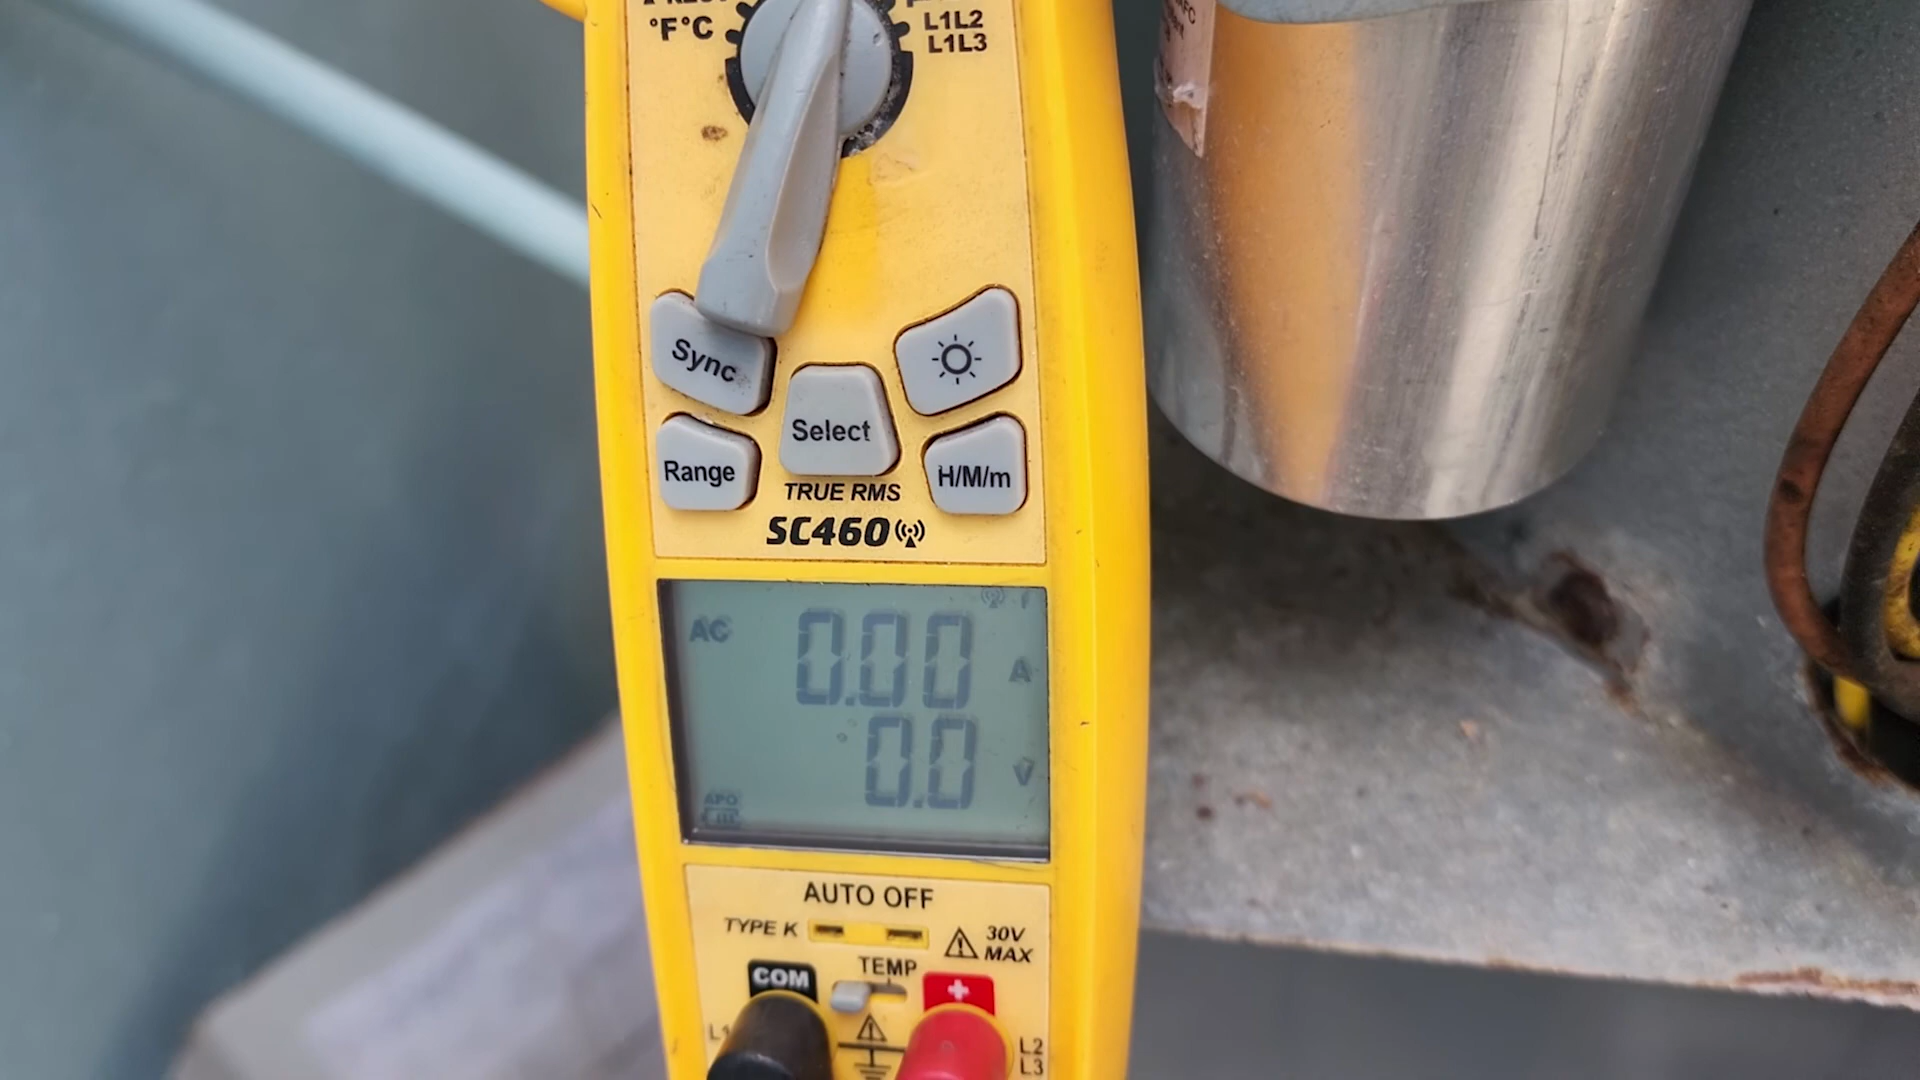 °F°C
L1L2
L1L3
Sync
Select
Range
H/M/m
TRUE RMS
SC460
AC
0.00
A
0.0
V
APO
AUTO OFF
TYPE K
30V
MAX
TEMP
COM
+
L1
L2
L3